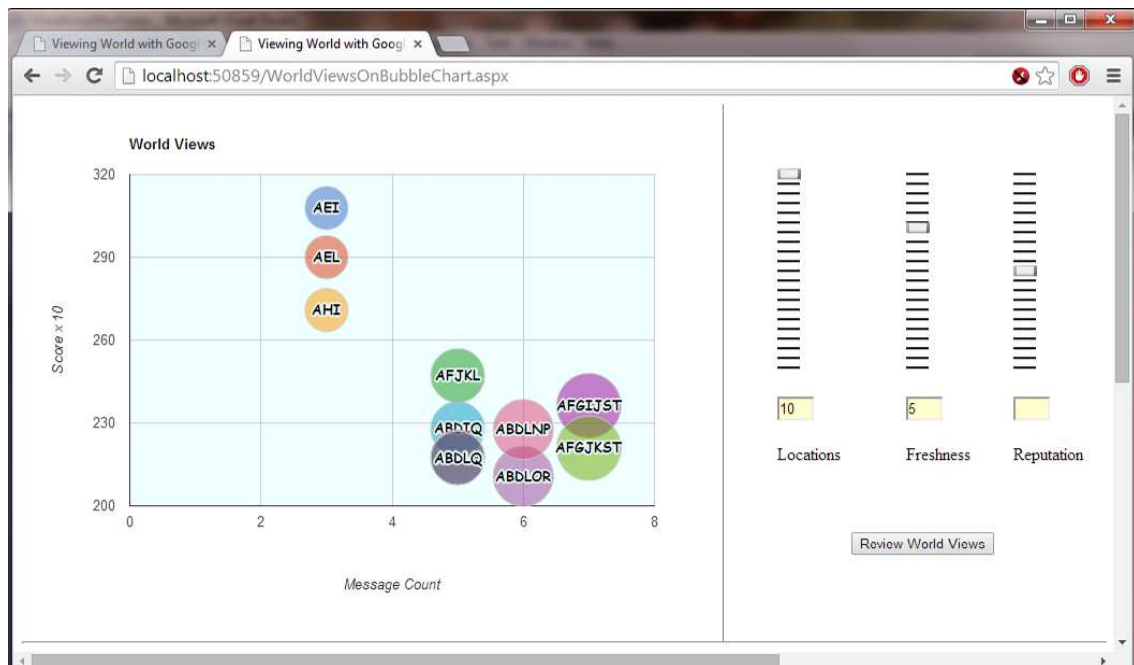 Viewing World with Googl
Viewing World with Googl
localhost:50859/WorldViewsOnBubbleChart.aspx
World Views
320
290
260
230
200
Score x 10
AEI
AEL
AHI
AFJKL
ABDIQ
ABDLQ
ABDLNP
ABDLOR
AFGIJST
AFGJKST
0 2 4 6 8
Message Count
10 5
Locations Freshness Reputation
Review World Views